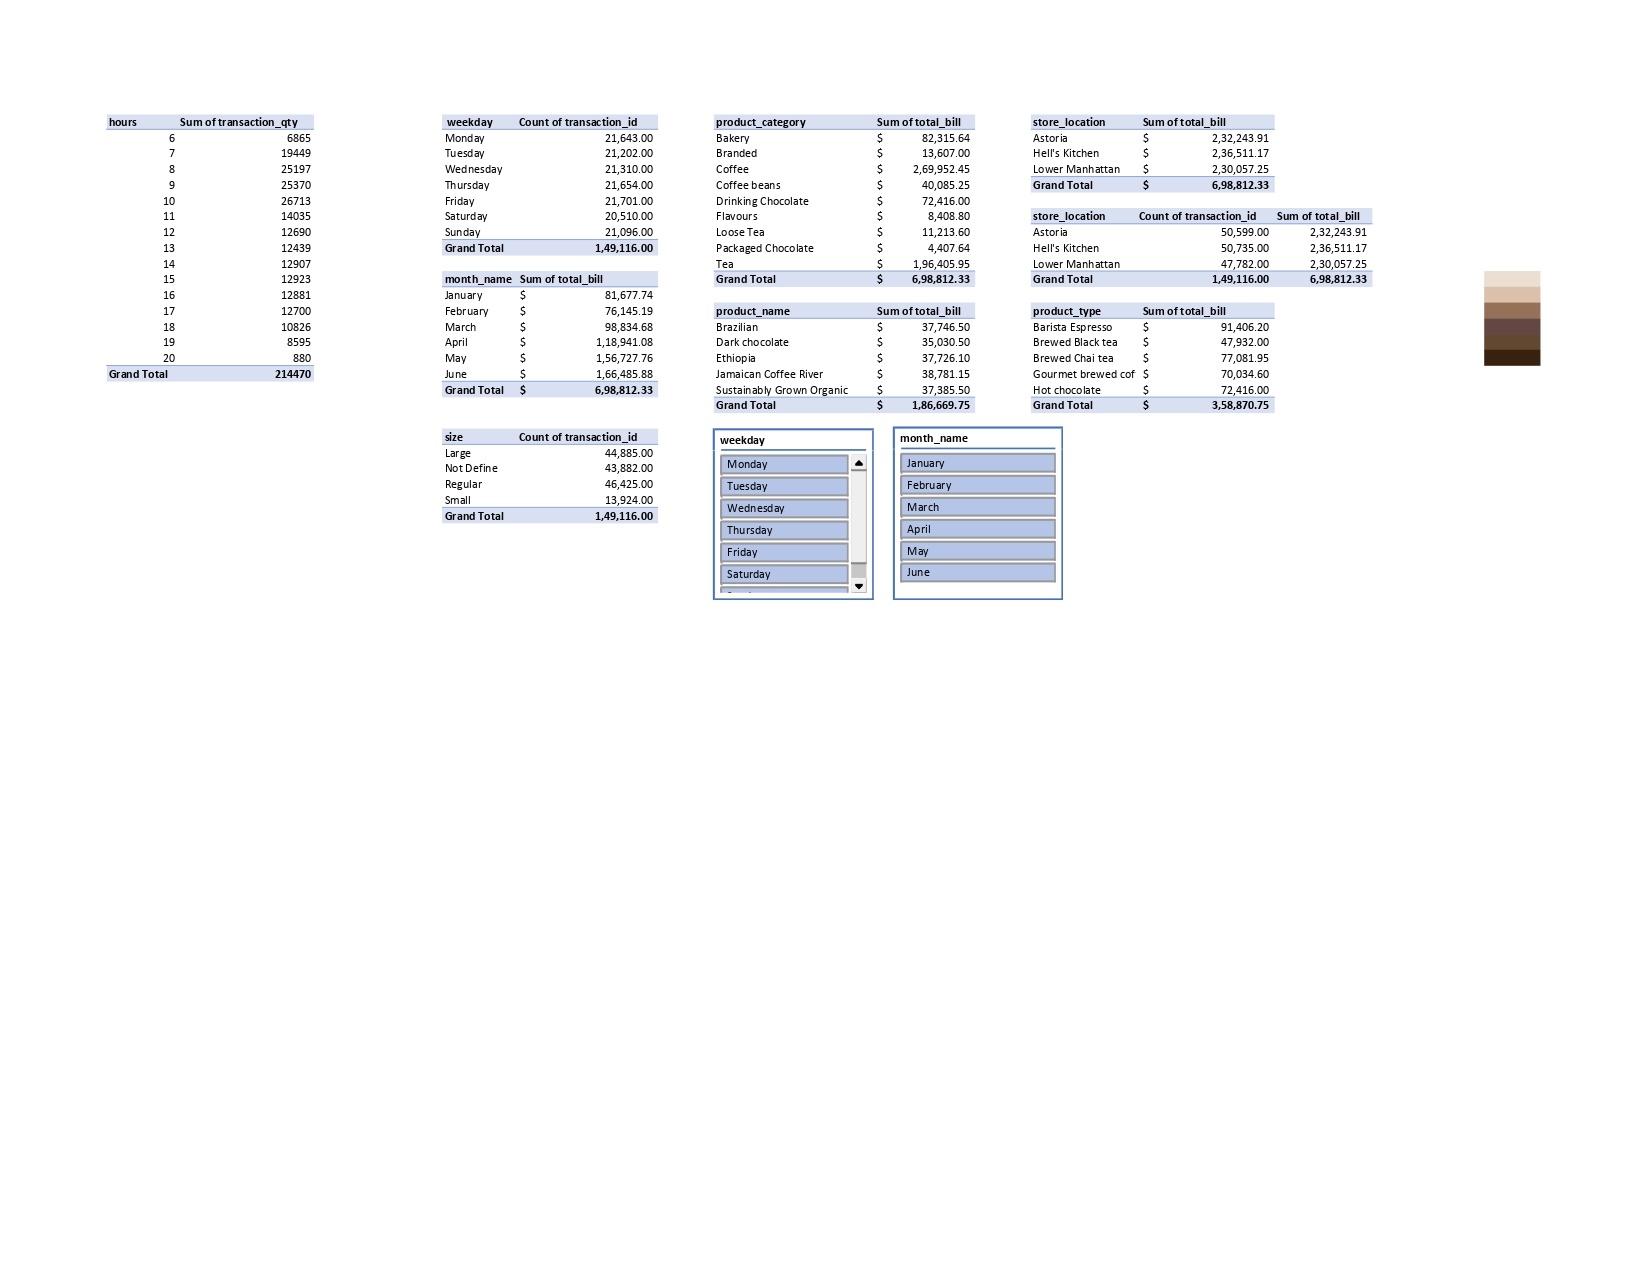 hours Sum of transaction_qty
6 6865
7 19449
8 25197
9 25370
10 26713
11 14035
12 12690
13 12439
14 12907
15 12923
16 12881
17 12700
18 10826
19 8595
20 880
Grand Total 214470
weekday Count of transaction_id
Monday 21,643.00
Tuesday 21,202.00
Wednesday 21,310.00
Thursday 21,654.00
Friday 21,701.00
Saturday 20,510.00
Sunday 21,096.00
Grand Total 1,49,116.00
month_name Sum of total_bill
January $ 81,677.74
February $ 76,145.19
March $ 98,834.68
April $ 1,18,941.08
May $ 1,56,727.76
June $ 1,66,485.88
Grand Total $ 6,98,812.33
size Count of transaction_id
Large 44,885.00
Not Define 43,882.00
Regular 46,425.00
Small 13,924.00
Grand Total 1,49,116.00
product_category Sum of total_bill
Bakery $ 82,315.64
Branded $ 13,607.00
Coffee $ 2,69,952.45
Coffee beans $ 40,085.25
Drinking Chocolate $ 72,416.00
Flavours $ 8,408.80
Loose Tea $ 11,213.60
Packaged Chocolate $ 4,407.64
Tea $ 1,96,405.95
Grand Total $ 6,98,812.33
product_name Sum of total_bill
Brazilian $ 37,746.50
Dark chocolate $ 35,030.50
Ethiopia $ 37,726.10
Jamaican Coffee River $ 38,781.15
Sustainably Grown Organic $ 37,385.50
Grand Total $ 1,86,669.75
store_location Sum of total_bill
Astoria $ 2,32,243.91
Hell's Kitchen $ 2,36,511.17
Lower Manhattan $ 2,30,057.25
Grand Total $ 6,98,812.33
store_location Count of transaction_id Sum of total_bill
Astoria 50,599.00 2,32,243.91
Hell's Kitchen 50,735.00 2,36,511.17
Lower Manhattan 47,782.00 2,30,057.25
Grand Total 1,49,116.00 6,98,812.33
product_type Sum of total_bill
Barista Espresso $ 91,406.20
Brewed Black tea $ 47,932.00
Brewed Chai tea $ 77,081.95
Gourmet brewed cof $ 70,034.60
Hot chocolate $ 72,416.00
Grand Total $ 3,58,870.75
weekday
Monday
Tuesday
Wednesday
Thursday
Friday
Saturday
month_name
January
February
March
April
May
June